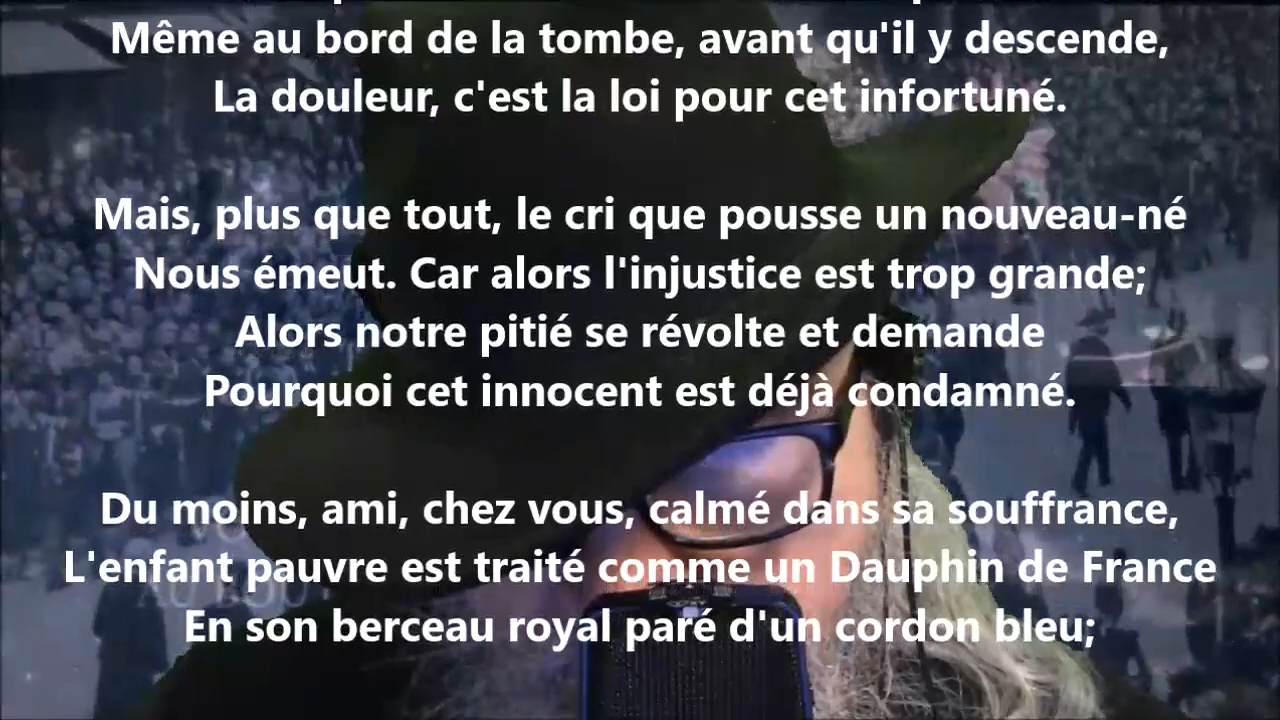 Même au bord de la tombe, avant qu'il y descende,
La douleur, c'est la loi pour cet infortuné.
Mais, plus que tout, le cri que pousse un nouveau-né
Nous émeut. Car alors l'injustice est trop grande;
Alors notre pitié se révolte et demande
Pourquoi cet innocent est déjà condamné.
Du moins, ami, chez vous, calmé dans sa souffrance,
L'enfant pauvre est traité comme un Dauphin de France
En son berceau royal paré d'un cordon bleu;